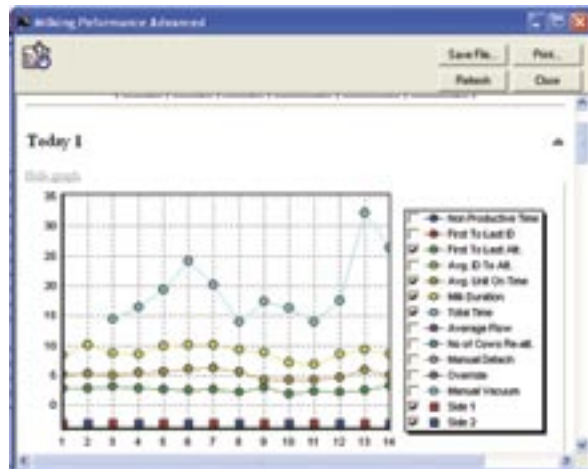 Milking Peformance Advanced
Save File...
Print...
Refresh
Close
Today 1
Hide graph
35
30
25
20
15
10
5
0
1 2 3 4 5 6 7 8 9 10 11 12 13 14
Non Productive Time
First To Last ID
First To Last Att.
Avg. ID To Att.
Avg. Unit On Time
Milk Duration
Total Time
Average Flow
No of Cows Re-att.
Manual Detach
Override
Manual Vacuum
Side 1
Side 2